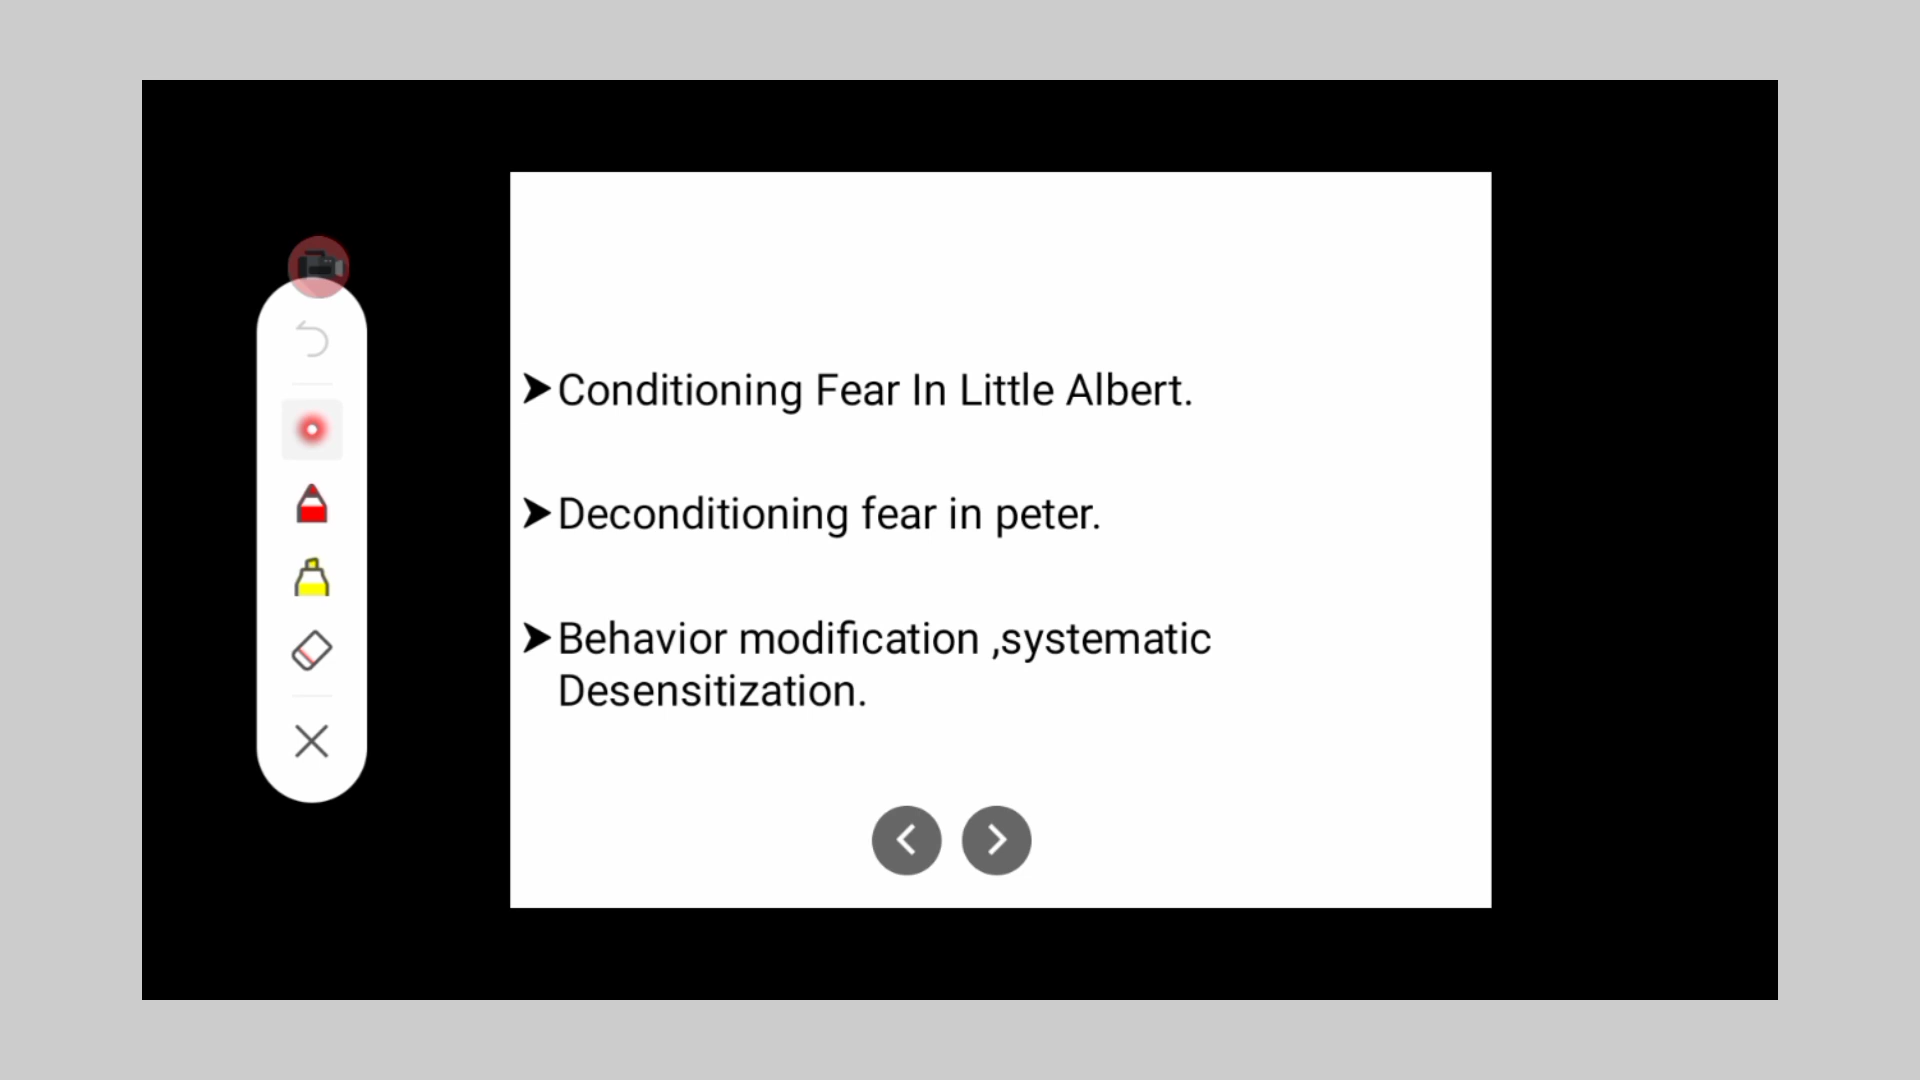 ➤Conditioning Fear In Little Albert.
➤Deconditioning fear in peter.
➤Behavior modification ,systematic
Desensitization.